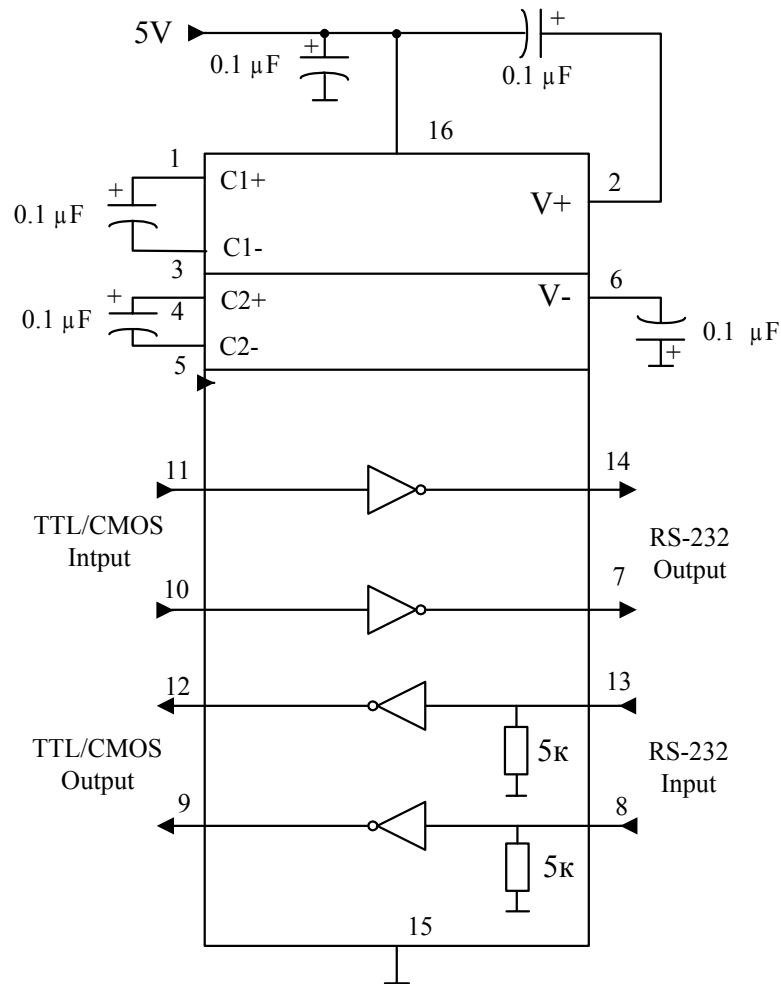 5V
+
0.1 µF
+
0.1 µF
16
1
C1+
2
V+
+
0.1 µF
C1-
3
6
V-
+
4
C2+
0.1 µF
C2-
5
0.1 µF
+
11
14
TTL/CMOS
Intput
RS-232
Output
10
7
12
13
TTL/CMOS
Output
5к
RS-232
Input
9
8
5к
15